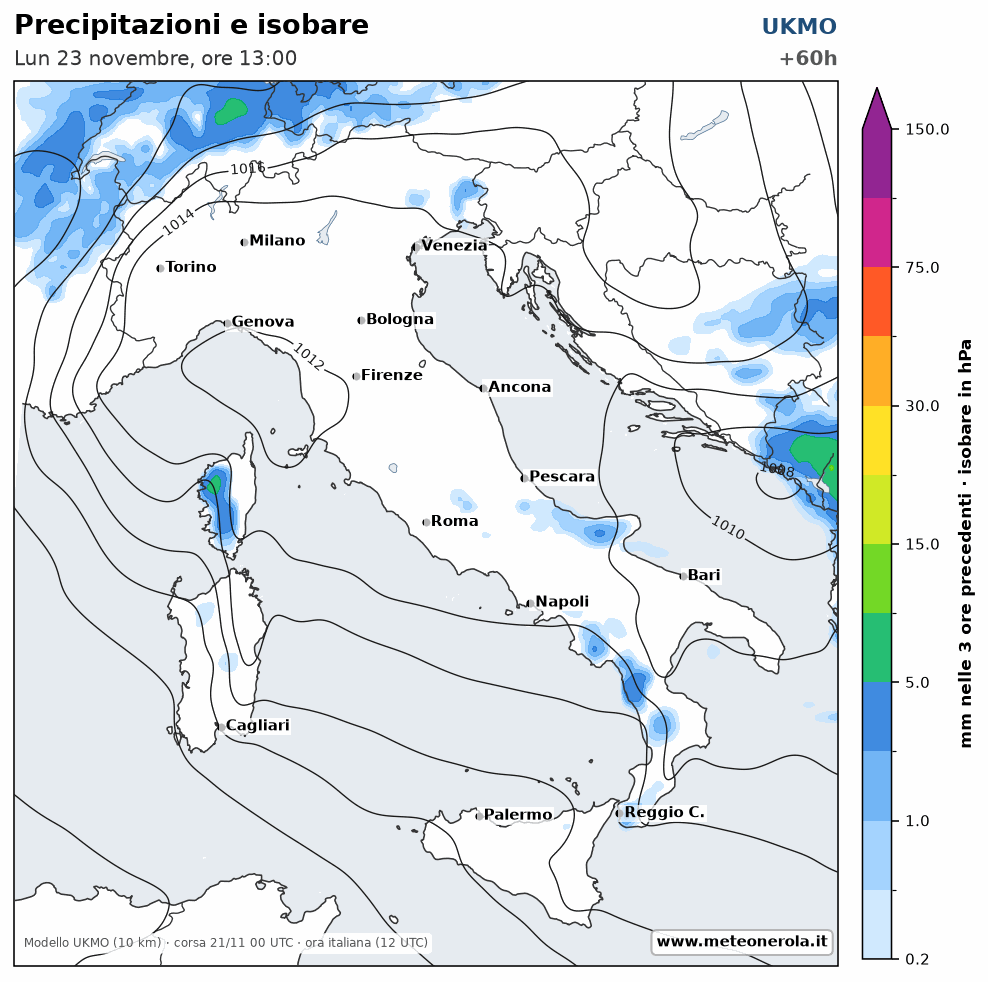 Precipitazioni e isobare
UKMO
Lun 23 novembre, ore 13:00
+60h
1016
1014
Milano
Venezia
Torino
Genova
Bologna
1012
Firenze
Ancona
1008
Pescara
Roma
1010
Bari
Napoli
Cagliari
Palermo
Reggio C.
Modello UKMO (10 km) · corsa 21/11 00 UTC · ora italiana (12 UTC)
www.meteonerola.it
150.0
75.0
30.0
15.0
5.0
1.0
0.2
mm nelle 3 ore precedenti · isobare in hPa